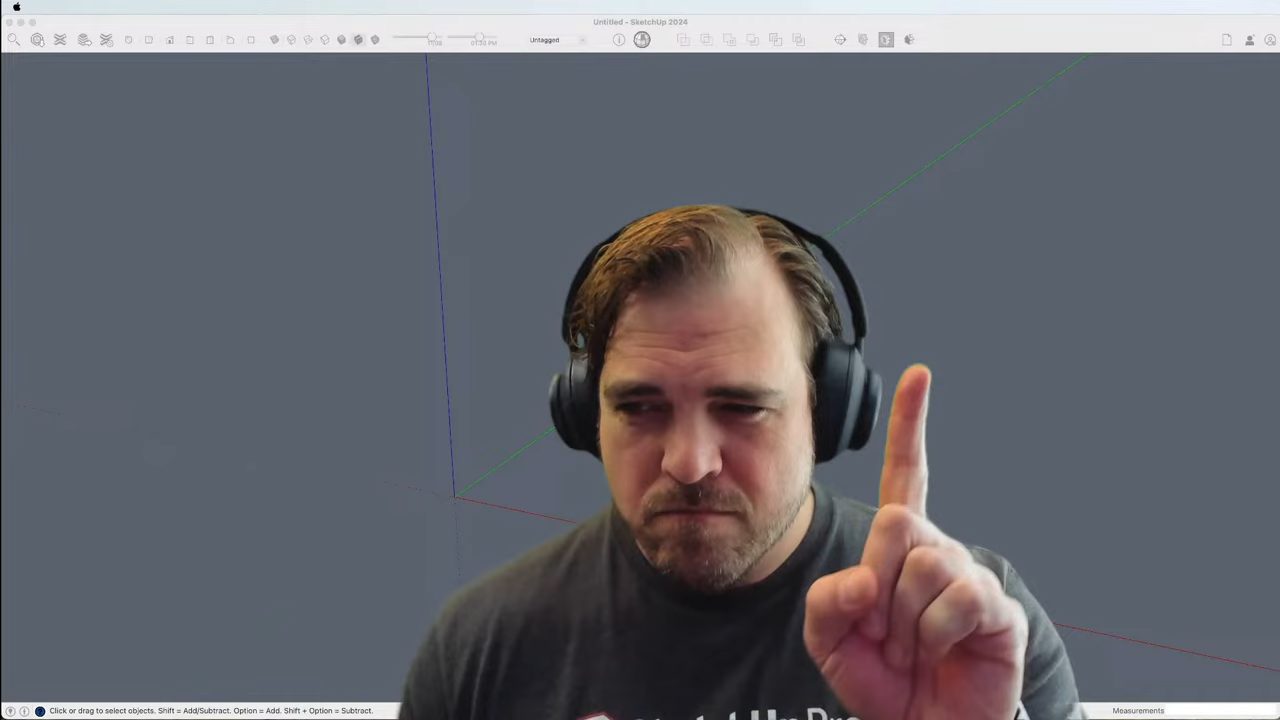 Untitled - SketchUp 2024
Untagged
Click or drag to select objects. Shift = Add/Subtract. Option = Add. Shift + Option = Subtract.
Measurements